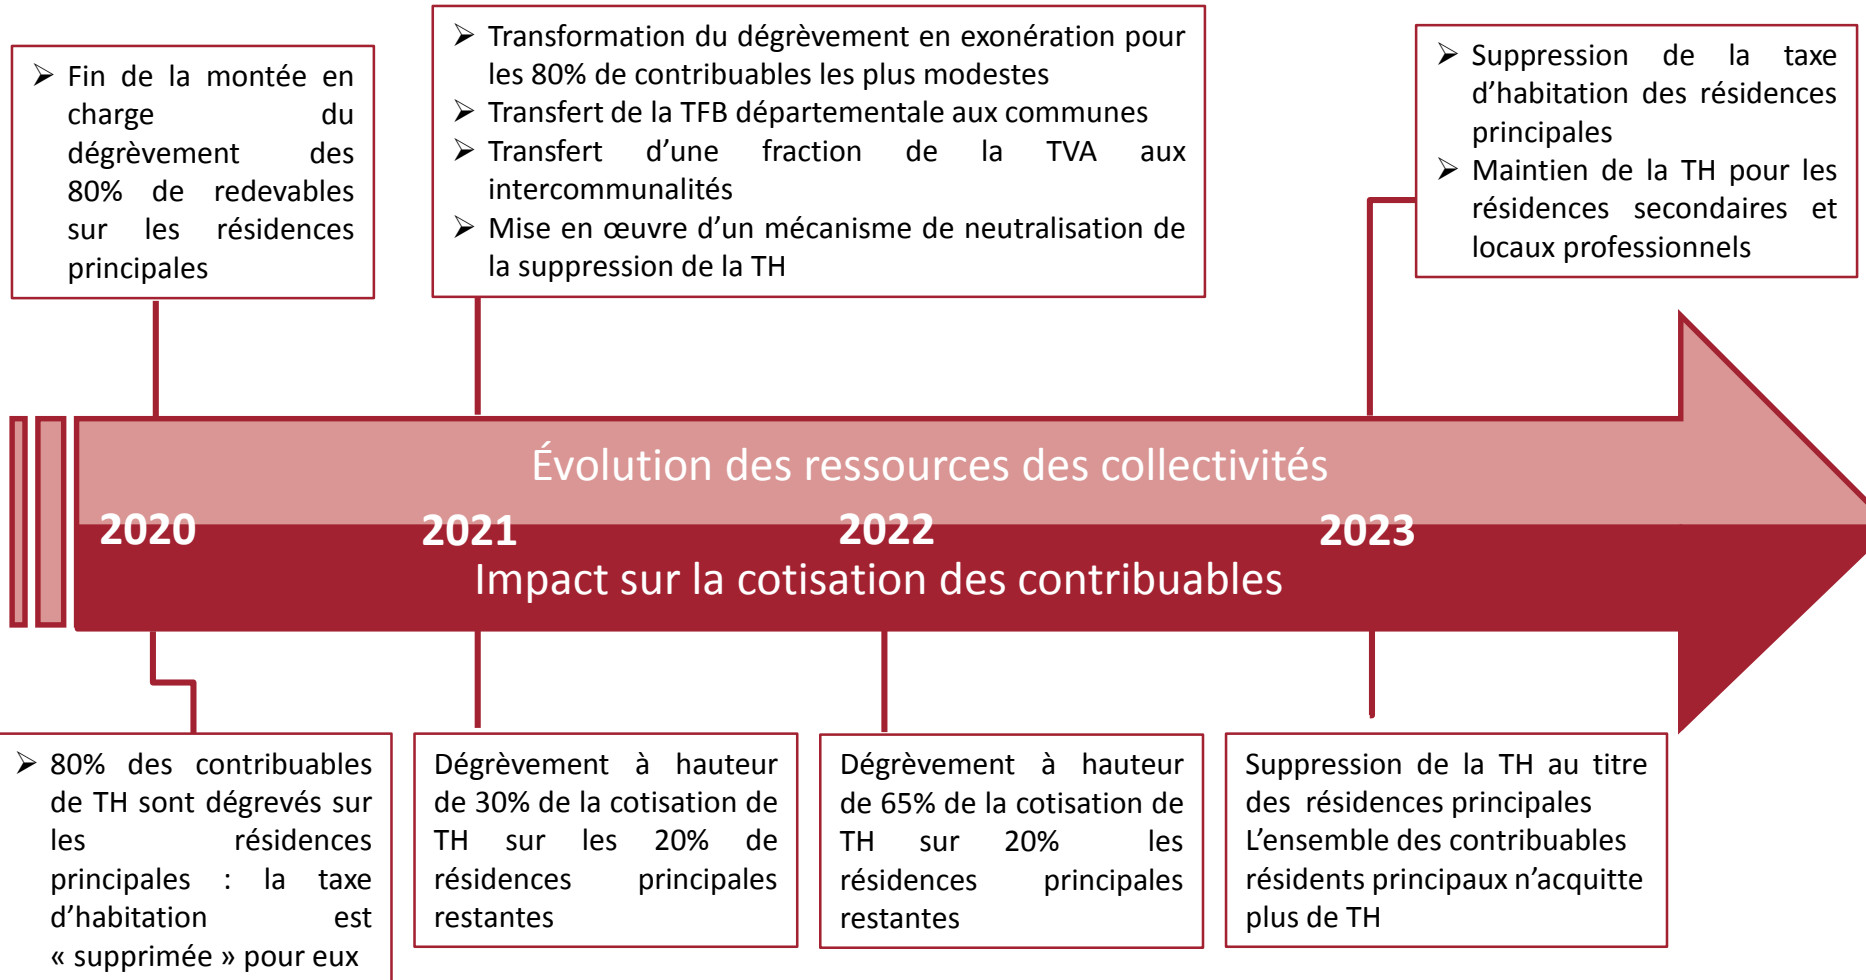 ➢ Fin de la montée en
charge du
dégrèvement des
80% de redevables
sur les résidences
principales
➢ Transformation du dégrèvement en exonération pour
les 80% de contribuables les plus modestes
➢ Transfert de la TFB départementale aux communes
➢ Transfert d’une fraction de la TVA aux
intercommunalités
➢ Mise en œuvre d’un mécanisme de neutralisation de
la suppression de la TH
➢ Suppression de la taxe
d’habitation des résidences
principales
➢ Maintien de la TH pour les
résidences secondaires et
locaux professionnels
Évolution des ressources des collectivités
2020 2021 2022 2023
Impact sur la cotisation des contribuables
➢ 80% des contribuables
de TH sont dégrevés sur
les résidences
principales : la taxe
d’habitation est
« supprimée » pour eux
Dégrèvement à hauteur
de 30% de la cotisation de
TH sur les 20% de
résidences principales
restantes
Dégrèvement à hauteur
de 65% de la cotisation de
TH sur 20% les
résidences principales
restantes
Suppression de la TH au titre
des résidences principales
L’ensemble des contribuables
résidents principaux n’acquitte
plus de TH